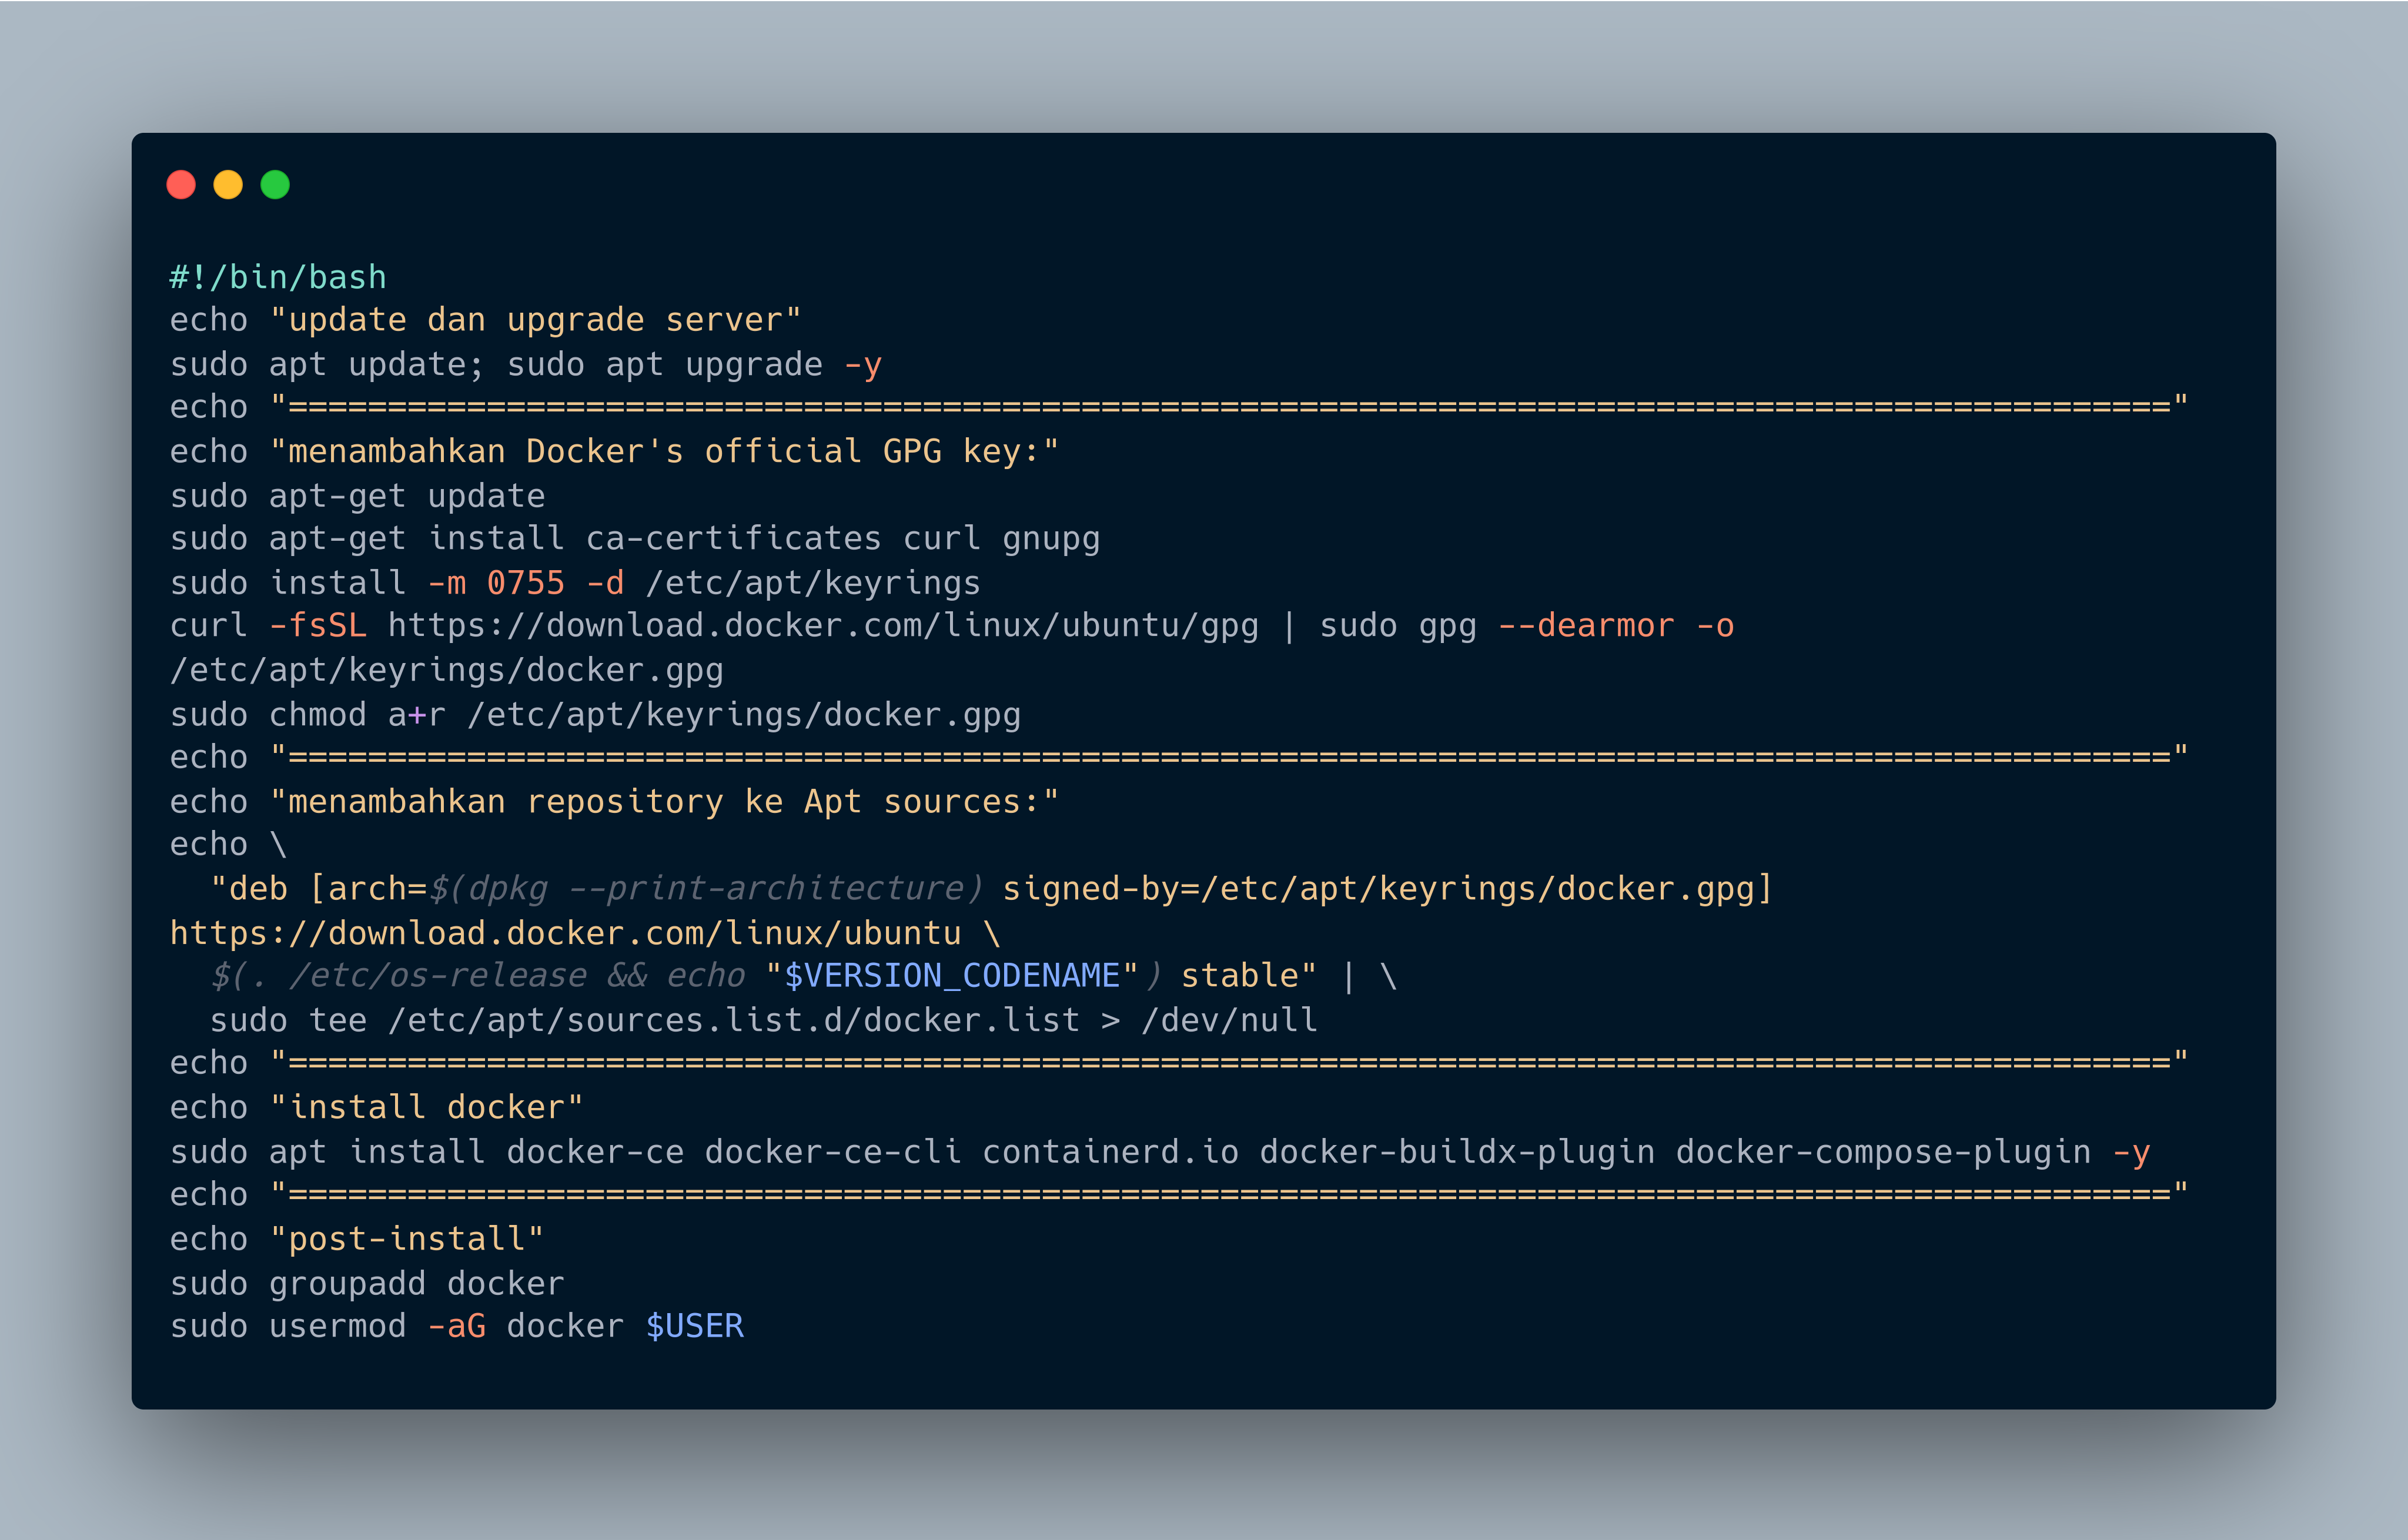 #!/bin/bash
echo "update dan upgrade server"
sudo apt update; sudo apt upgrade -y
echo "==============================================================================================="
echo "menambahkan Docker's official GPG key:"
sudo apt-get update
sudo apt-get install ca-certificates curl gnupg
sudo install -m 0755 -d /etc/apt/keyrings
curl -fsSL https://download.docker.com/linux/ubuntu/gpg | sudo gpg --dearmor -o
/etc/apt/keyrings/docker.gpg
sudo chmod a+r /etc/apt/keyrings/docker.gpg
echo "==============================================================================================="
echo "menambahkan repository ke Apt sources:"
echo \
  "deb [arch=$(dpkg --print-architecture) signed-by=/etc/apt/keyrings/docker.gpg]
https://download.docker.com/linux/ubuntu \
  $(. /etc/os-release && echo "$VERSION_CODENAME") stable" | \
  sudo tee /etc/apt/sources.list.d/docker.list > /dev/null
echo "==============================================================================================="
echo "install docker"
sudo apt install docker-ce docker-ce-cli containerd.io docker-buildx-plugin docker-compose-plugin -y
echo "==============================================================================================="
echo "post-install"
sudo groupadd docker
sudo usermod -aG docker $USER